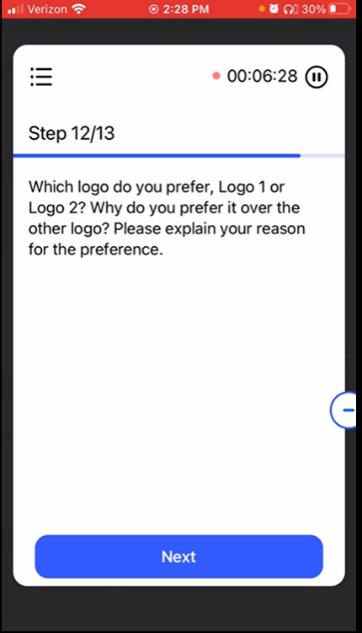 Verizon 2:28 PM 30%
00:06:28
Step 12/13
Which logo do you prefer, Logo 1 or
Logo 2? Why do you prefer it over the
other logo? Please explain your reason
for the preference.
Next